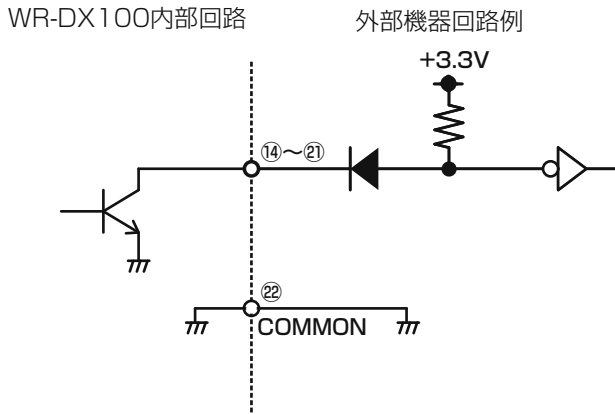 WR-DX100内部回路
外部機器回路例
+3.3V
⑭～㉑
㉒
COMMON